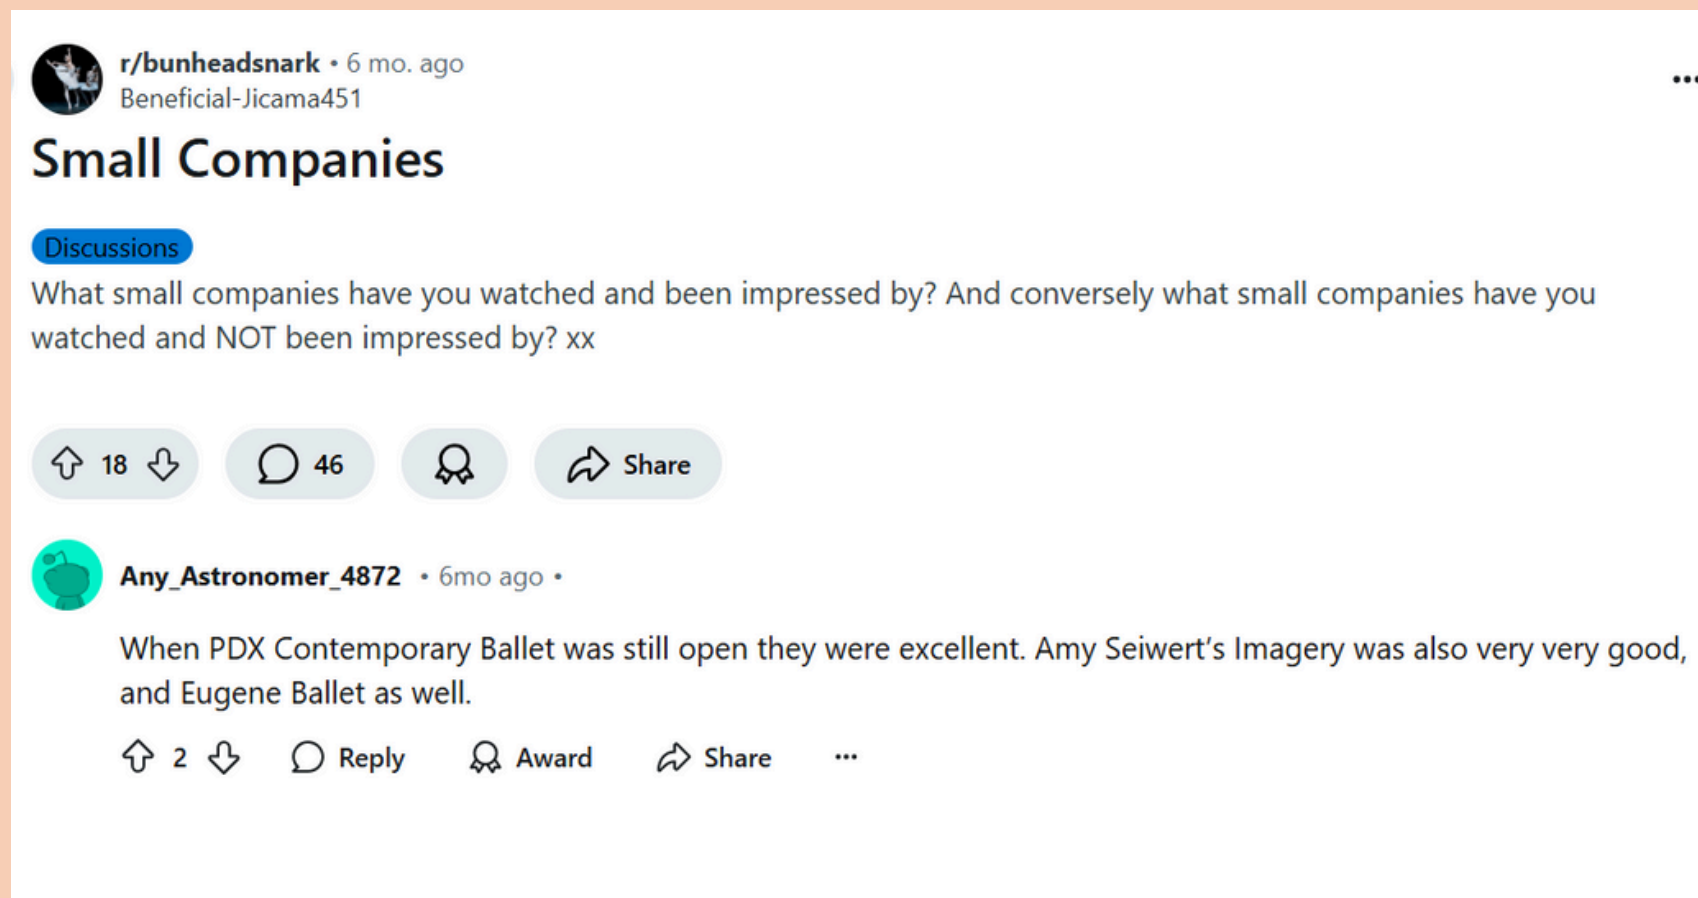 r/bunheadsnark • 6 mo. ago
Beneficial-Jicama451
Small Companies
Discussions
What small companies have you watched and been impressed by? And conversely what small companies have you
watched and NOT been impressed by? xx
18 46 Share
Any_Astronomer_4872 • 6mo ago •
When PDX Contemporary Ballet was still open they were excellent. Amy Seiwert’s Imagery was also very very good,
and Eugene Ballet as well.
2 Reply Award Share